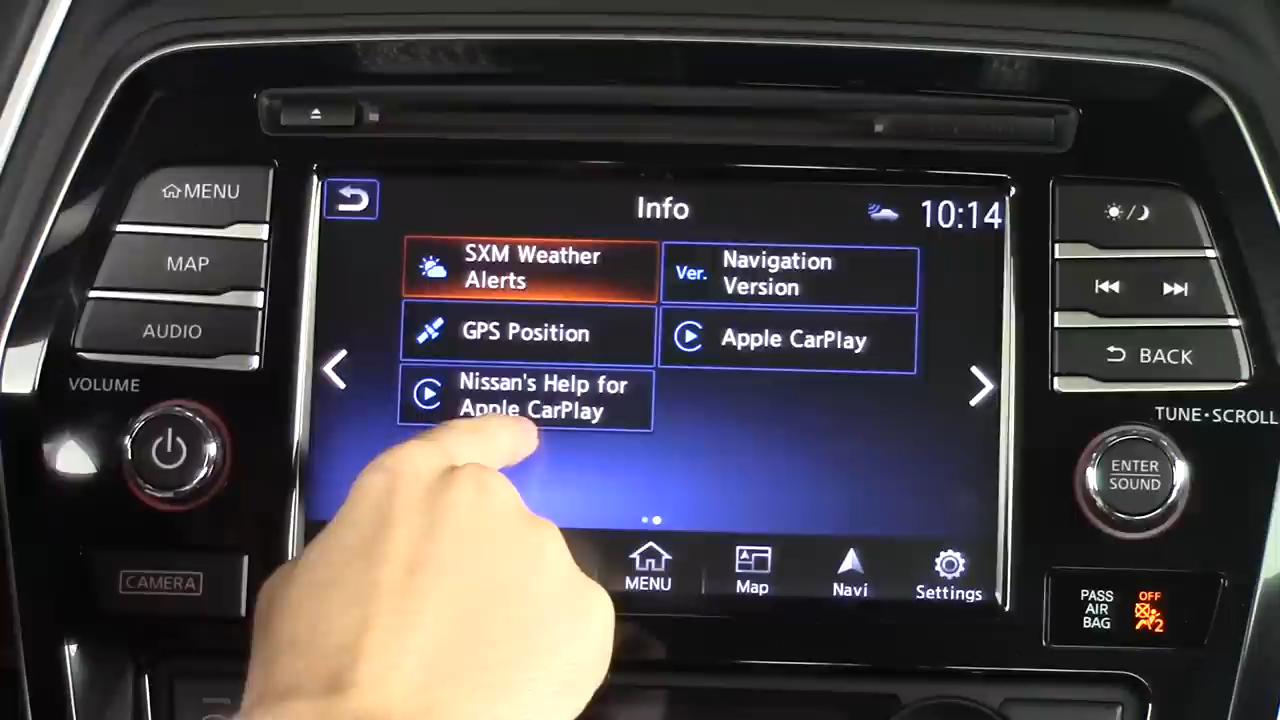 MENU
MAP
AUDIO
VOLUME
CAMERA
Info
10:14
SXM Weather
Alerts
Ver.
Navigation
Version
GPS Position
Apple CarPlay
Nissan's Help for
Apple CarPlay
MENU
Map
Navi
Settings
BACK
TUNE·SCROLL
ENTER
SOUND
PASS
AIR
BAG
OFF
2